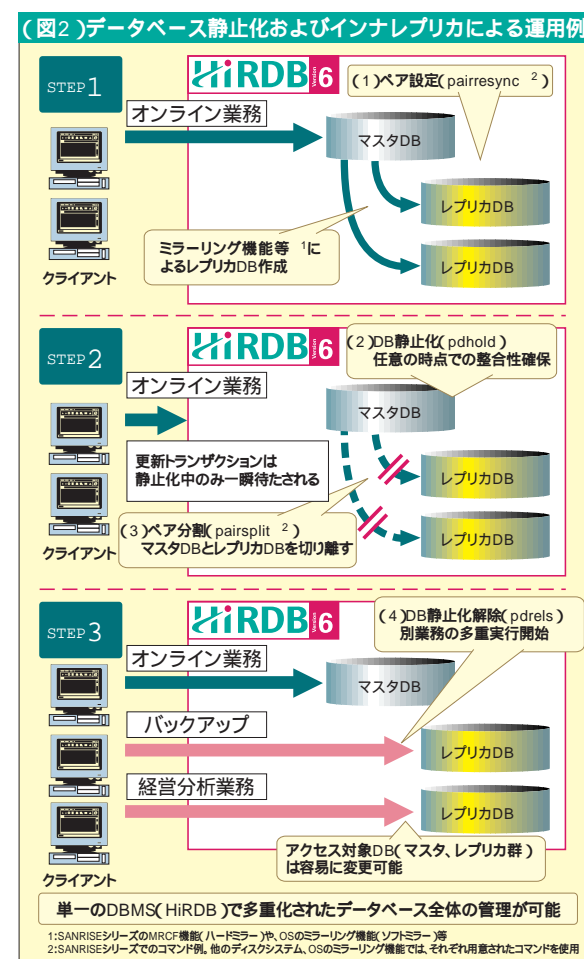 (図2)データベース静止化およびインナレプリカによる運用例
STEP1
HiRDB Version 6
(1)ペア設定(pairresync 2)
オンライン業務
マスタDB
レプリカDB
ミラーリング機能等 1に
よるレプリカDB作成
レプリカDB
クライアント
STEP2
HiRDB Version 6
(2)DB静止化(pdhold)
任意の時点での整合性確保
オンライン業務
マスタDB
更新トランザクションは
静止化中のみ一瞬待たされる
レプリカDB
(3)ペア分割(pairsplit 2)
マスタDBとレプリカDBを切り離す
レプリカDB
クライアント
STEP3
HiRDB Version 6
(4)DB静止化解除(pdrels)
別業務の多重実行開始
オンライン業務
マスタDB
バックアップ
レプリカDB
経営分析業務
レプリカDB
アクセス対象DB(マスタ、レプリカ群)
は容易に変更可能
クライアント
単一のDBMS(HiRDB)で多重化されたデータベース全体の管理が可能
1:SANRISEシリーズのMRCF機能(ハードミラー)や、OSのミラーリング機能(ソフトミラー)等
2:SANRISEシリーズでのコマンド例。他のディスクシステム、OSのミラーリング機能では、それぞれ用意されたコマンドを使用